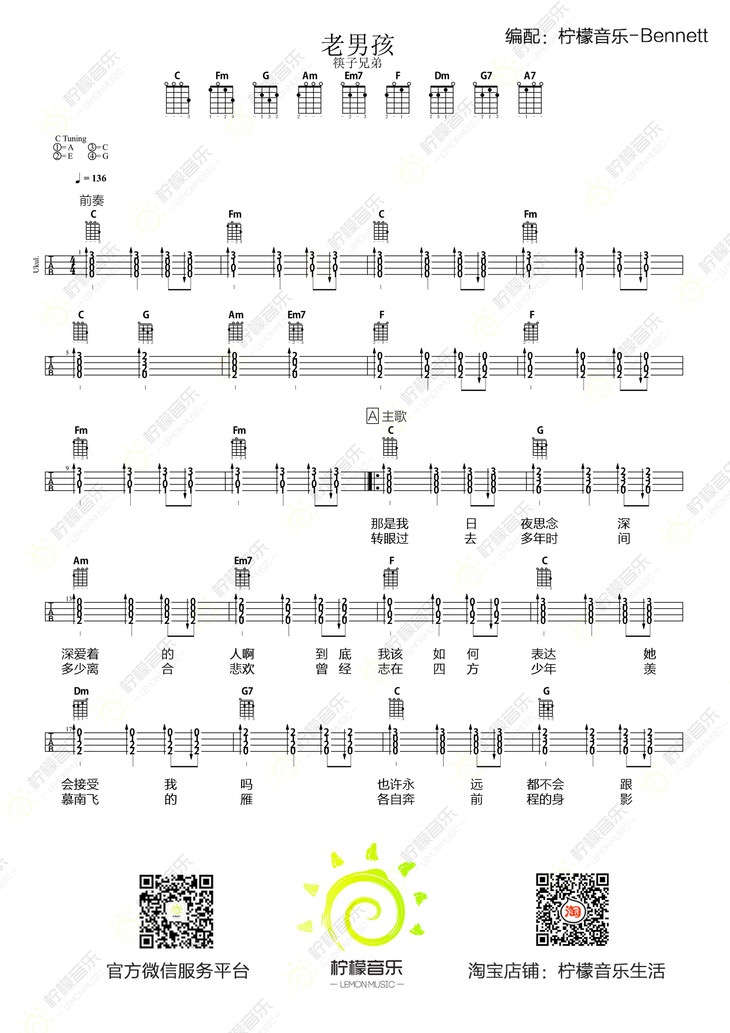 老男孩
编配：柠檬音乐-Bennett
筷子兄弟
C Fm G Am Em7 F Dm G7 A7
C Tuning
①= A ③= C
②= E ④= G
♩ = 136
前奏
C Fm C Fm
Ukul.
C G Am Em7 F F
5
A 主歌
Fm Fm C G
9
那是我 日 夜思念 深
转眼过 去 多年时 间
Am Em7 F C
13
深爱着 的 人啊 到 底 我该 如 何 表达 她
多少离 合 悲欢 曾 经 志在 四 方 少年 羡
Dm G7 C G
17
会接受 我 吗 也许永 远 都不会 跟
慕南飞 的 雁 各自奔 前 程的身 影
官方微信服务平台
柠檬音乐
—LEMON MUSIC—
淘
淘宝店铺：柠檬音乐生活